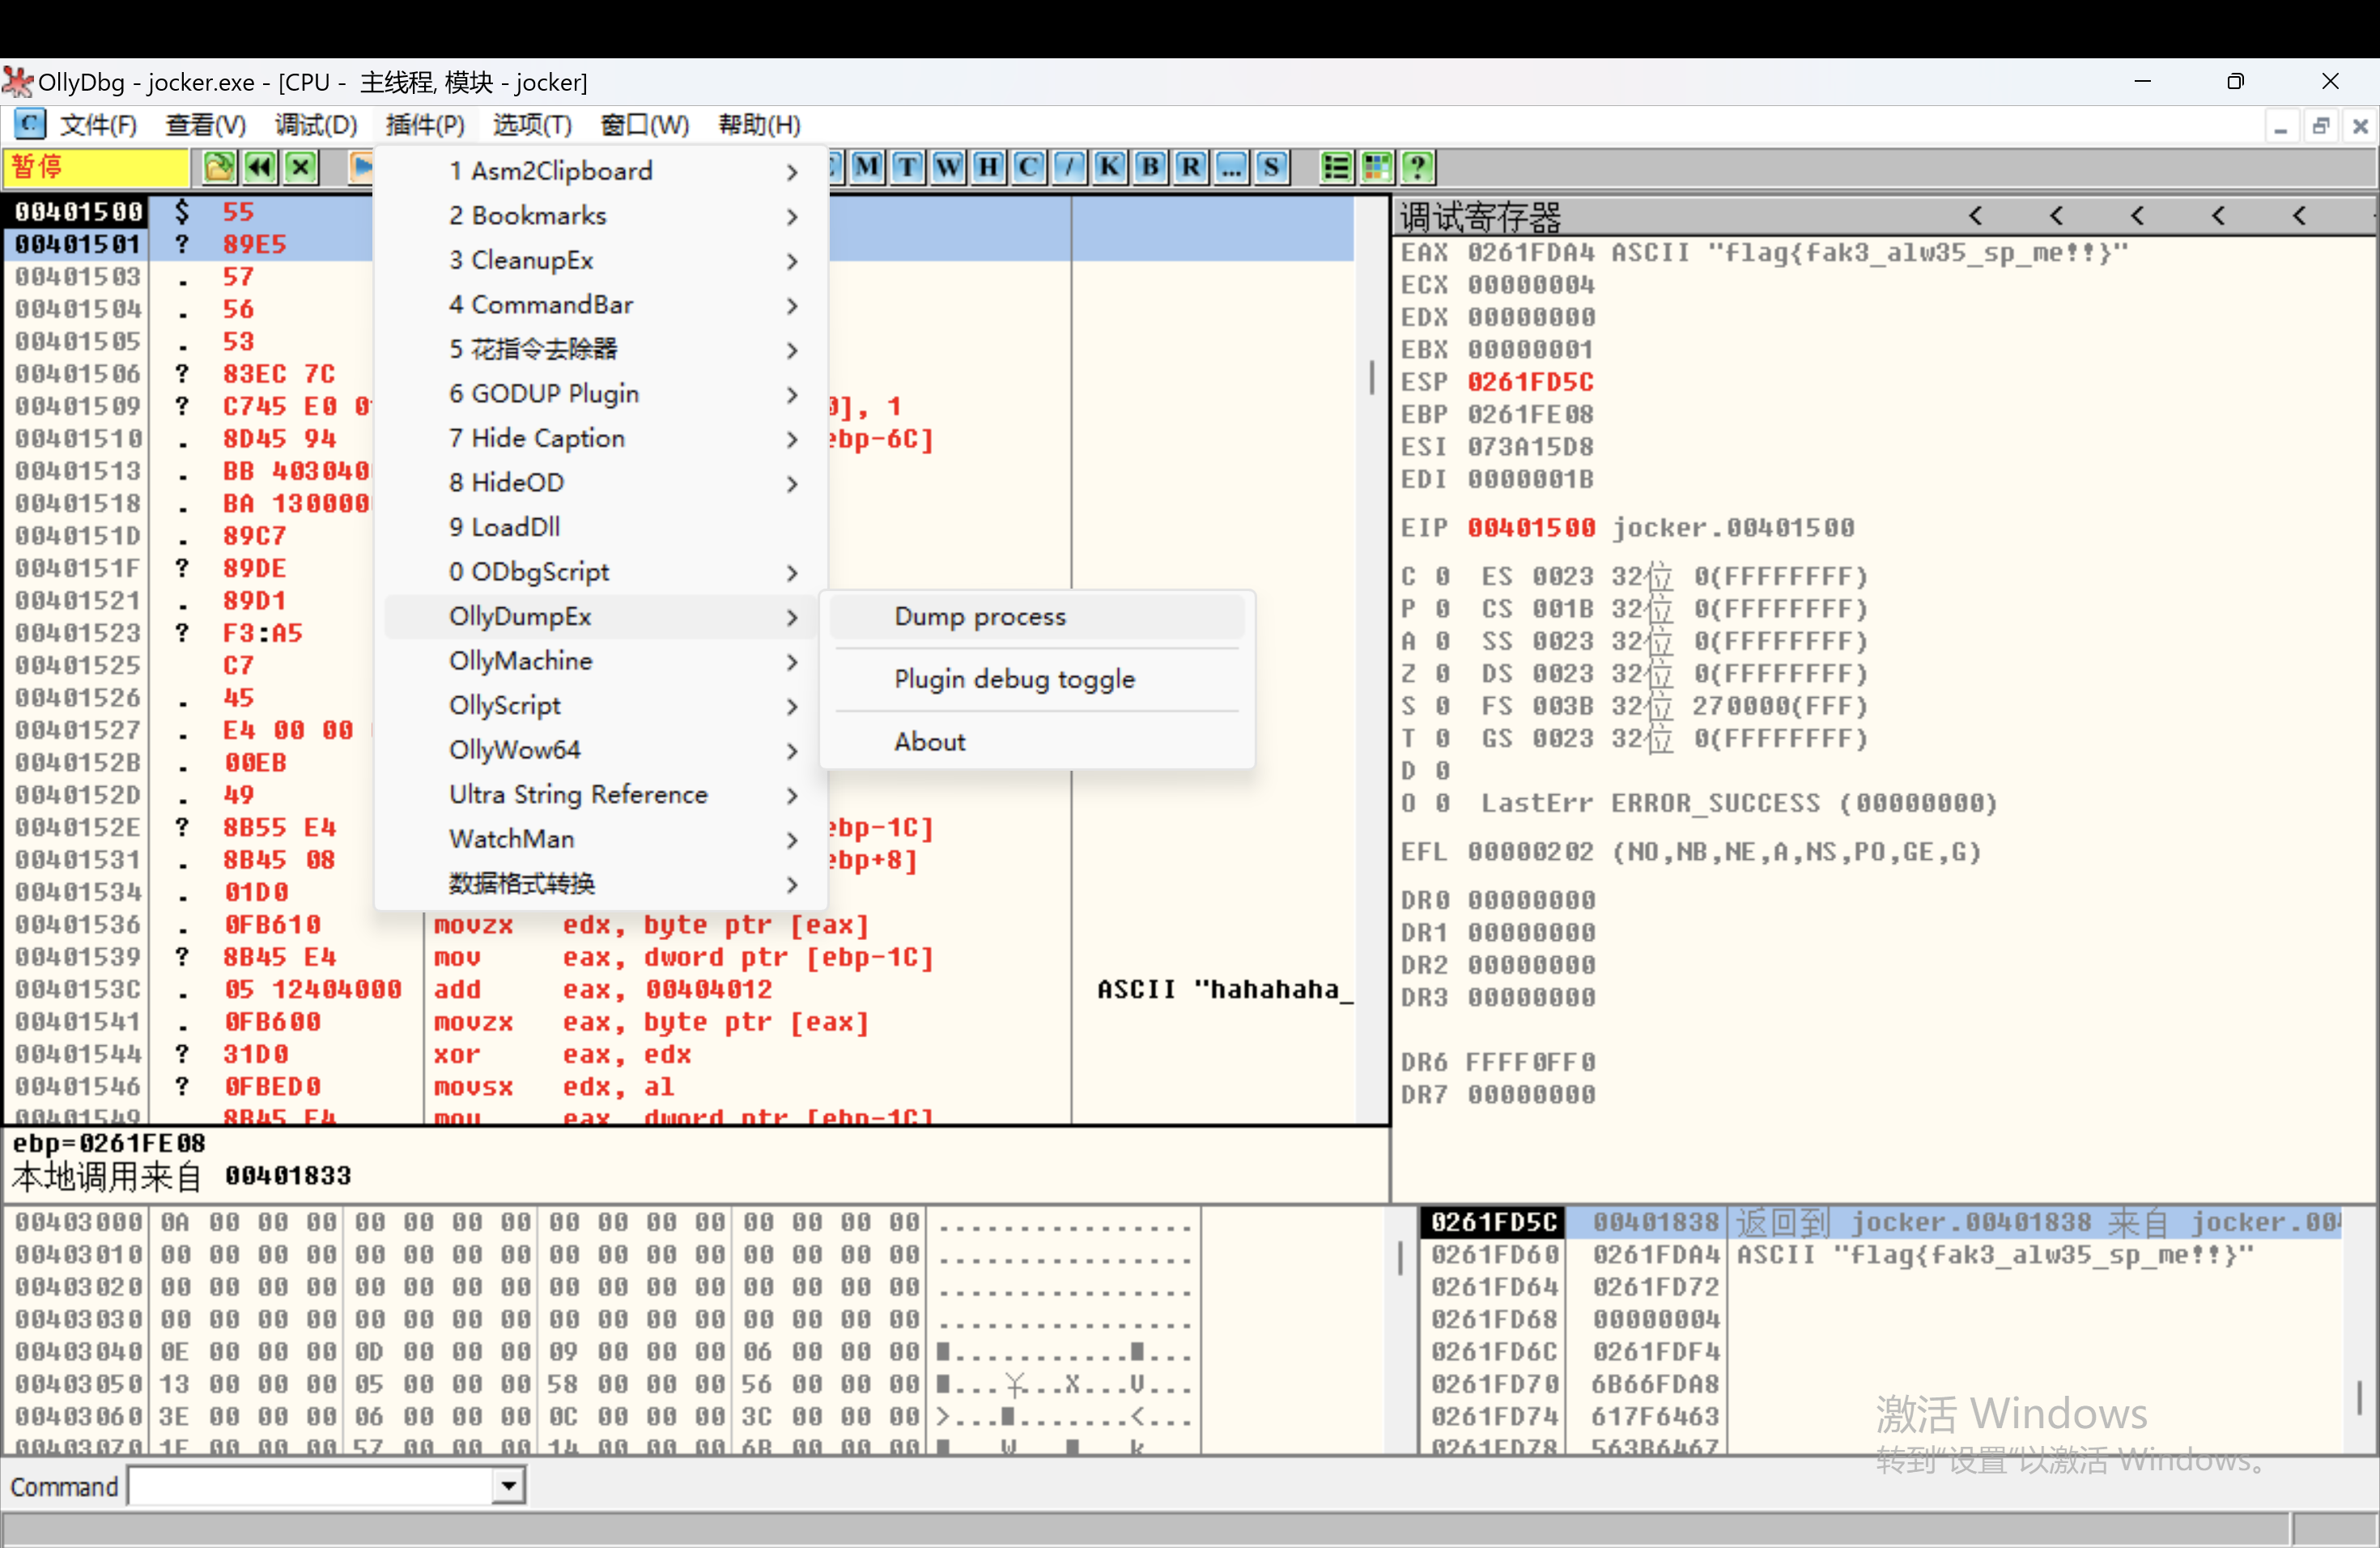 OllyDbg - jocker.exe - [CPU - 主线程, 模块 - jocker]
文件(F) 查看(V) 调试(D) 插件(P) 选项(T) 窗口(W) 帮助(H)
暂停 M T W H C / K B R ... S ?
1 Asm2Clipboard
2 Bookmarks
3 CleanupEx
4 CommandBar
5 花指令去除器
6 GODUP Plugin
7 Hide Caption
8 HideOD
9 LoadDll
0 ODbgScript
OllyDumpEx
OllyMachine
OllyScript
OllyWow64
Ultra String Reference
WatchMan
数据格式转换
Dump process
Plugin debug toggle
About
00401500 $ 55
00401501 ? 89E5
00401503 . 57
00401504 . 56
00401505 . 53
00401506 ? 83EC 7C
00401509 ? C745 E0 0 ], 1
00401510 . 8D45 94 ebp-6C]
00401513 . BB 403040
00401518 . BA 130000
0040151D . 89C7
0040151F ? 89DE
00401521 . 89D1
00401523 ? F3:A5
00401525 C7
00401526 . 45
00401527 . E4 00 00
0040152B . 00EB
0040152D . 49
0040152E ? 8B55 E4 ebp-1C]
00401531 . 8B45 08 ebp+8]
00401534 . 01D0
00401536 . 0FB610 movzx edx, byte ptr [eax]
00401539 ? 8B45 E4 mov eax, dword ptr [ebp-1C]
0040153C . 05 12404000 add eax, 00404012 ASCII "hahahaha_
00401541 . 0FB600 movzx eax, byte ptr [eax]
00401544 ? 31D0 xor eax, edx
00401546 ? 0FBED0 movsx edx, al
00401549 8B45 E4 mov eax, dword ptr [ebp-1C]
ebp=0261FE08
本地调用来自 00401833
调试寄存器 < < < < <
EAX 0261FDA4 ASCII "flag{fak3_alw35_sp_me!!}"
ECX 00000004
EDX 00000000
EBX 00000001
ESP 0261FD5C
EBP 0261FE08
ESI 073A15D8
EDI 0000001B
EIP 00401500 jocker.00401500
C 0 ES 0023 32位 0(FFFFFFFF)
P 0 CS 001B 32位 0(FFFFFFFF)
A 0 SS 0023 32位 0(FFFFFFFF)
Z 0 DS 0023 32位 0(FFFFFFFF)
S 0 FS 003B 32位 270000(FFF)
T 0 GS 0023 32位 0(FFFFFFFF)
D 0
O 0 LastErr ERROR_SUCCESS (00000000)
EFL 00000202 (NO,NB,NE,A,NS,PO,GE,G)
DR0 00000000
DR1 00000000
DR2 00000000
DR3 00000000
DR6 FFFF0FF0
DR7 00000000
00403000 0A 00 00 00 00 00 00 00 00 00 00 00 00 00 00 00 ................
00403010 00 00 00 00 00 00 00 00 00 00 00 00 00 00 00 00 ................
00403020 00 00 00 00 00 00 00 00 00 00 00 00 00 00 00 00 ................
00403030 00 00 00 00 00 00 00 00 00 00 00 00 00 00 00 00 ................
00403040 0E 00 00 00 0D 00 00 00 09 00 00 00 06 00 00 00 ■...........■...
00403050 13 00 00 00 05 00 00 00 58 00 00 00 56 00 00 00 ■... ...X...V...
00403060 3E 00 00 00 06 00 00 00 0C 00 00 00 3C 00 00 00 >...■.......<...
00403070 1F 00 00 00 57 00 00 00 14 00 00 00 6B 00 00 00 ■ W ■ k
0261FD5C 00401838 返回到 jocker.00401838 来自 jocker.00
0261FD60 0261FDA4 ASCII "flag{fak3_alw35_sp_me!!}"
0261FD64 0261FD72
0261FD68 00000004
0261FD6C 0261FDF4
0261FD70 6B66FDA8
0261FD74 617F6463
0261FD78 563B6467
激活 Windows
转到"设置"以激活 Windows。
Command